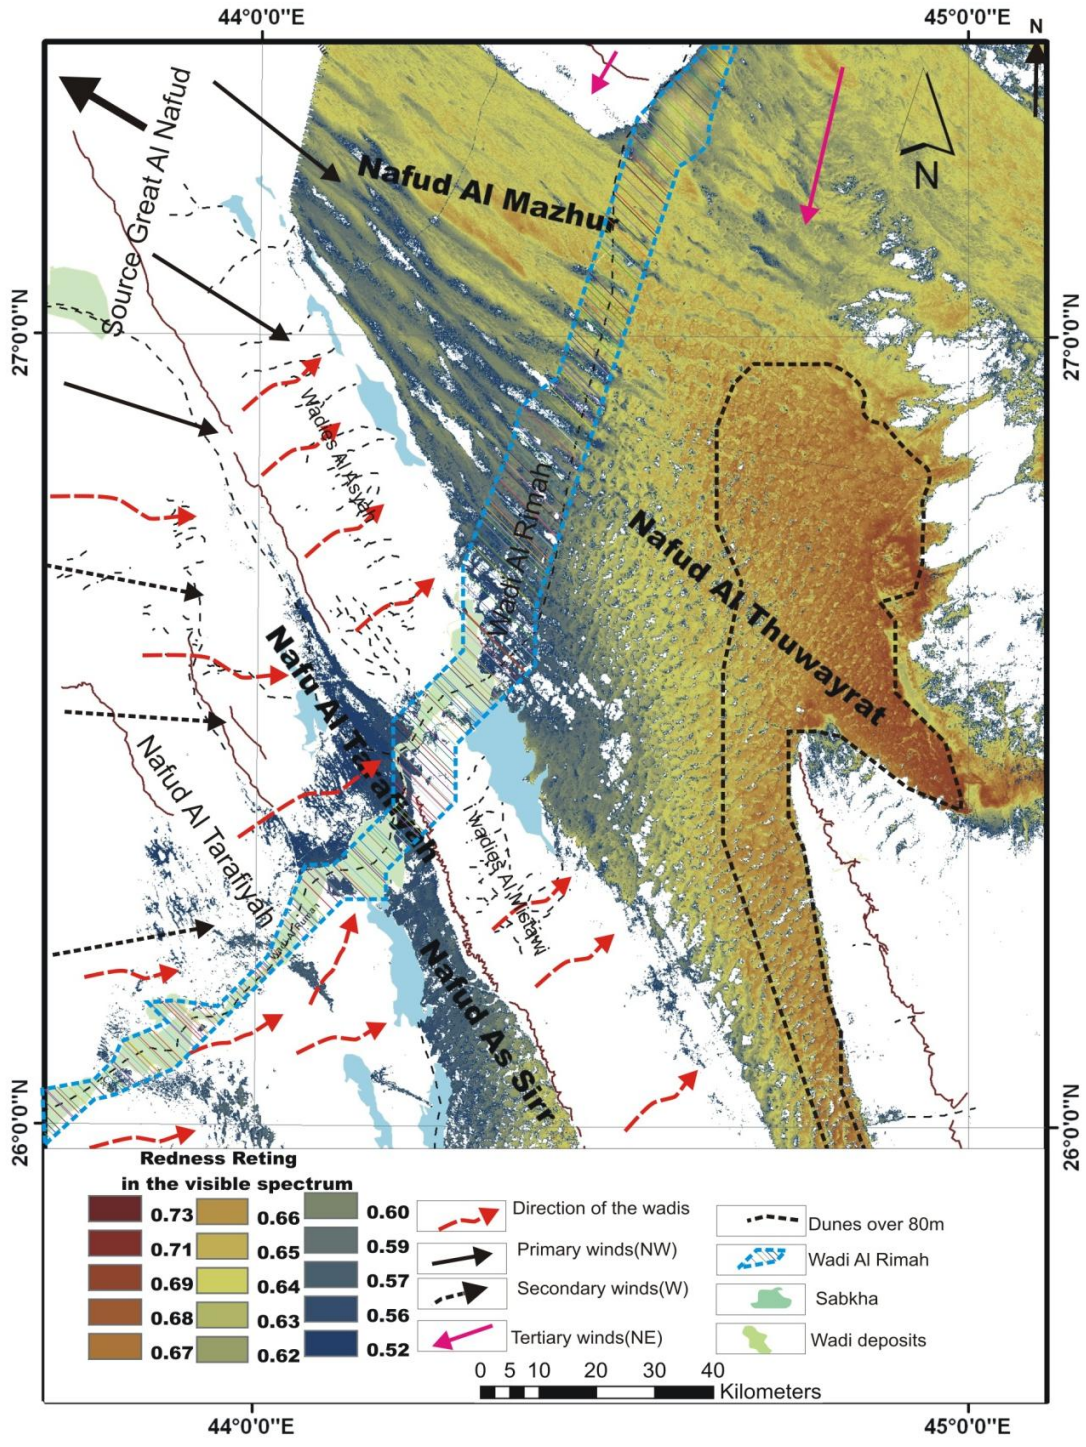 44°0'0"E
45°0'0"E
N
Source Great Al Nafud
Nafud Al Mazhur
N
27°0'0"N
27°0'0"N
Wadies Al Asyah
Wadi Al Rimah
Nafud Al Thuwayrat
Nafu Al Tarafiyah
Nafud Al Tarafiyah
Wadies Al Mistawi
Nafud As Sirr
26°0'0"N
26°0'0"N
Redness Reting
in the visible spectrum
0.73
0.71
0.69
0.68
0.67
0.66
0.65
0.64
0.63
0.62
0.60
0.59
0.57
0.56
0.52
Direction of the wadis
Primary winds(NW)
Secondary winds(W)
Tertiary winds(NE)
Dunes over 80m
Wadi Al Rimah
Sabkha
Wadi deposits
0 5 10 20 30 40
Kilometers
44°0'0"E
45°0'0"E